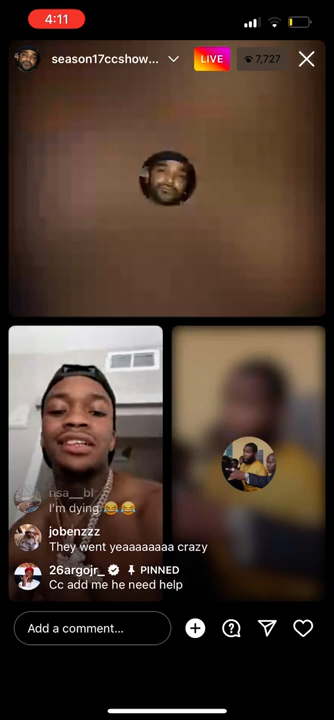 4:11
season17ccshow...
LIVE
7,727
risa__bl
I'm dying 😂😂
jobenzzz
They went yeaaaaaaaa crazy
26argojr_ PINNED
Cc add me he need help
Add a comment...